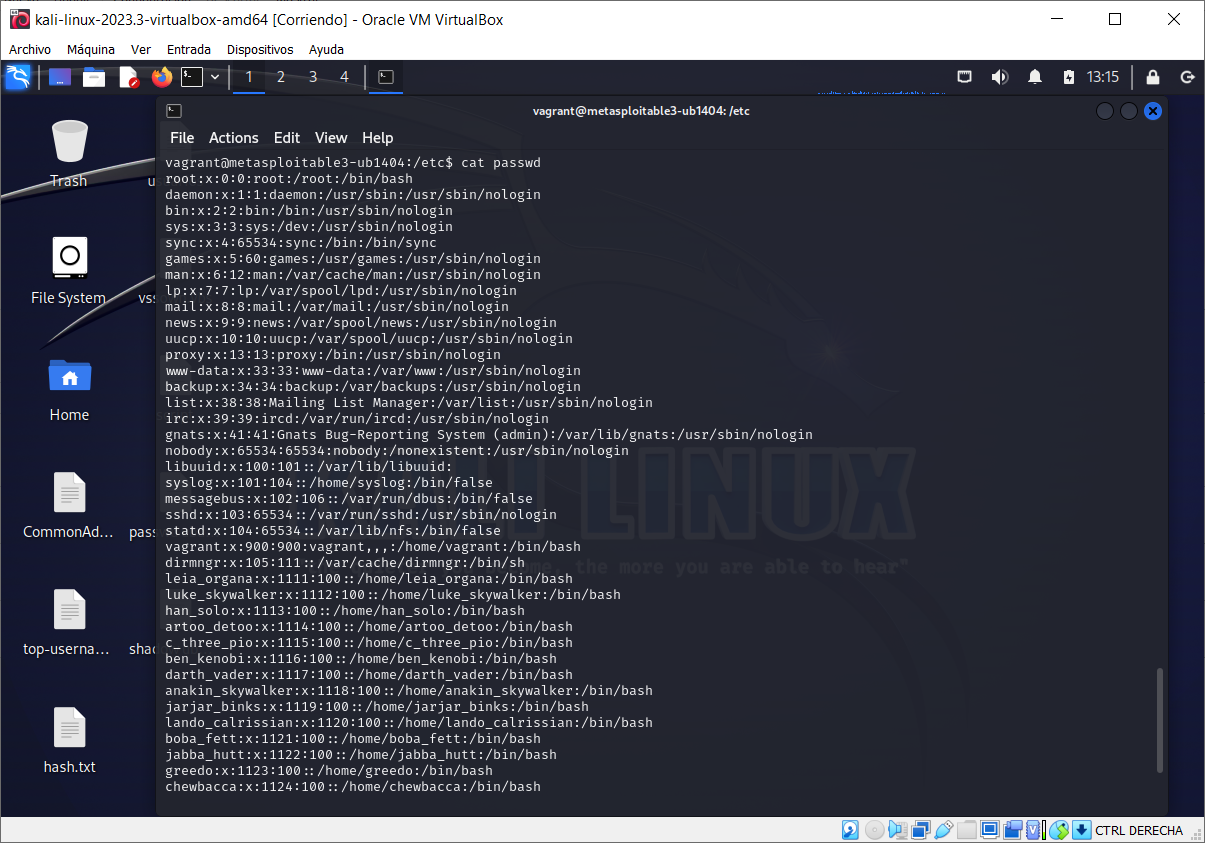 kali-linux-2023.3-virtualbox-amd64 [Corriendo] - Oracle VM VirtualBox
Archivo Máquina Ver Entrada Dispositivos Ayuda
1 2 3 4 13:15
vagrant@metasploitable3-ub1404: /etc
File Actions Edit View Help
vagrant@metasploitable3-ub1404:/etc$ cat passwd
root:x:0:0:root:/root:/bin/bash
daemon:x:1:1:daemon:/usr/sbin:/usr/sbin/nologin
bin:x:2:2:bin:/bin:/usr/sbin/nologin
sys:x:3:3:sys:/dev:/usr/sbin/nologin
sync:x:4:65534:sync:/bin:/bin/sync
games:x:5:60:games:/usr/games:/usr/sbin/nologin
man:x:6:12:man:/var/cache/man:/usr/sbin/nologin
lp:x:7:7:lp:/var/spool/lpd:/usr/sbin/nologin
mail:x:8:8:mail:/var/mail:/usr/sbin/nologin
news:x:9:9:news:/var/spool/news:/usr/sbin/nologin
uucp:x:10:10:uucp:/var/spool/uucp:/usr/sbin/nologin
proxy:x:13:13:proxy:/bin:/usr/sbin/nologin
www-data:x:33:33:www-data:/var/www:/usr/sbin/nologin
backup:x:34:34:backup:/var/backups:/usr/sbin/nologin
list:x:38:38:Mailing List Manager:/var/list:/usr/sbin/nologin
irc:x:39:39:ircd:/var/run/ircd:/usr/sbin/nologin
gnats:x:41:41:Gnats Bug-Reporting System (admin):/var/lib/gnats:/usr/sbin/nologin
nobody:x:65534:65534:nobody:/nonexistent:/usr/sbin/nologin
libuuid:x:100:101::/var/lib/libuuid:
syslog:x:101:104::/home/syslog:/bin/false
messagebus:x:102:106::/var/run/dbus:/bin/false
sshd:x:103:65534::/var/run/sshd:/usr/sbin/nologin
statd:x:104:65534::/var/lib/nfs:/bin/false
vagrant:x:900:900:vagrant,,,:/home/vagrant:/bin/bash
dirmngr:x:105:111::/var/cache/dirmngr:/bin/sh
leia_organa:x:1111:100::/home/leia_organa:/bin/bash
luke_skywalker:x:1112:100::/home/luke_skywalker:/bin/bash
han_solo:x:1113:100::/home/han_solo:/bin/bash
artoo_detoo:x:1114:100::/home/artoo_detoo:/bin/bash
c_three_pio:x:1115:100::/home/c_three_pio:/bin/bash
ben_kenobi:x:1116:100::/home/ben_kenobi:/bin/bash
darth_vader:x:1117:100::/home/darth_vader:/bin/bash
anakin_skywalker:x:1118:100::/home/anakin_skywalker:/bin/bash
jarjar_binks:x:1119:100::/home/jarjar_binks:/bin/bash
lando_calrissian:x:1120:100::/home/lando_calrissian:/bin/bash
boba_fett:x:1121:100::/home/boba_fett:/bin/bash
jabba_hutt:x:1122:100::/home/jabba_hutt:/bin/bash
greedo:x:1123:100::/home/greedo:/bin/bash
chewbacca:x:1124:100::/home/chewbacca:/bin/bash
LINUX
the more you are able to hear"
Trash
File System vss
Home
CommonAd... pass
top-userna... shad
hash.txt
CTRL DERECHA